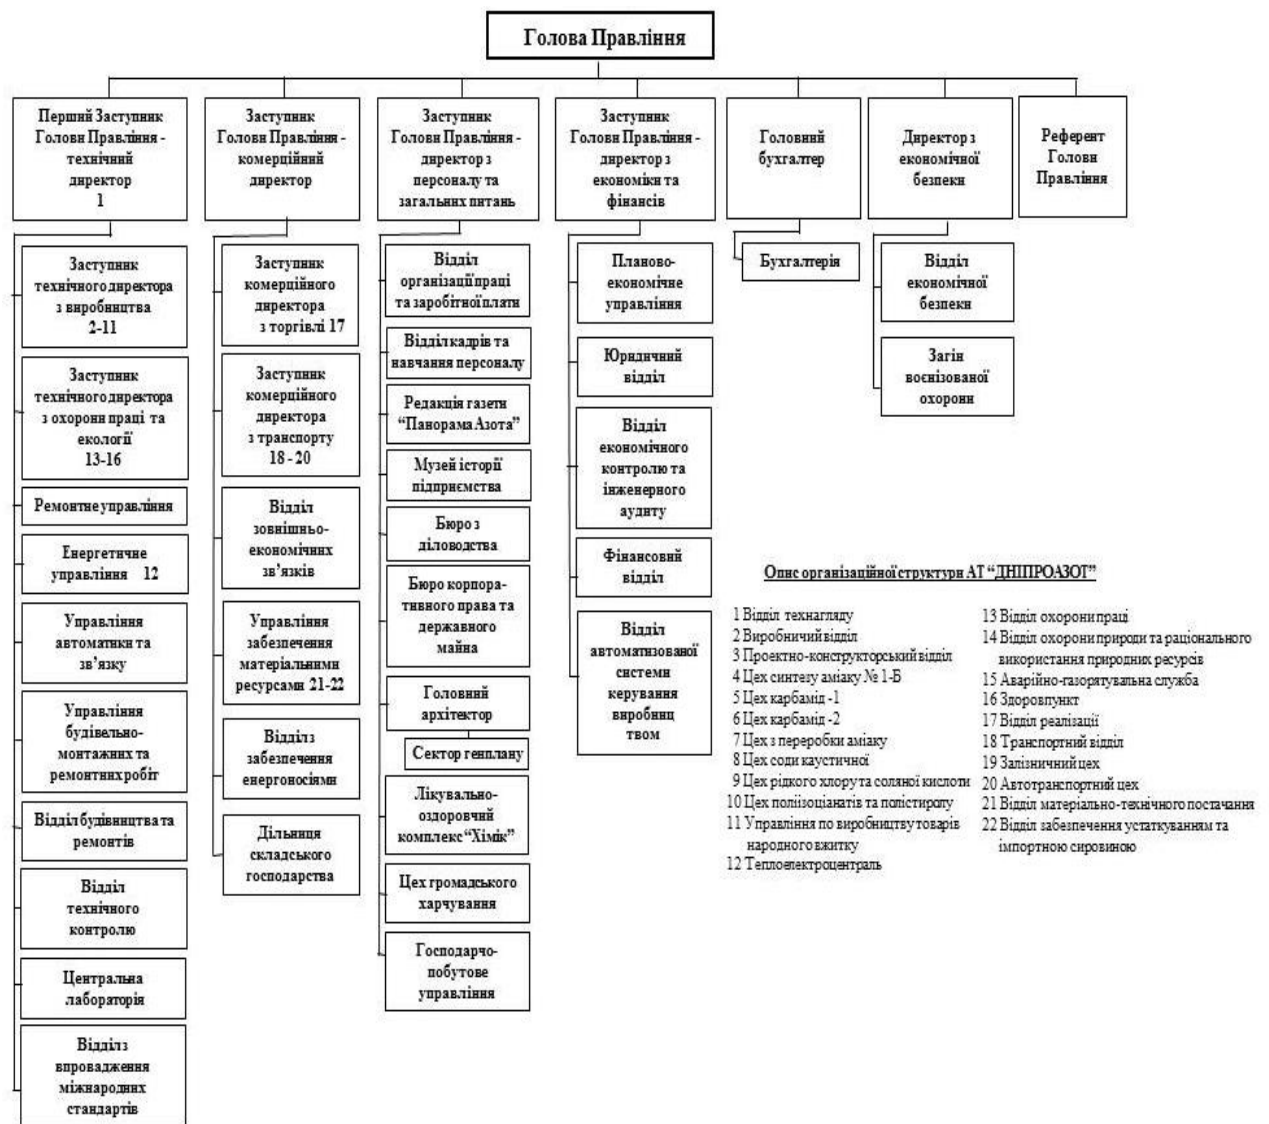 Голова Правління
Перший Заступник
Голови Правління -
технічний
директор
1
Заступник
Голови Правління -
комерційний
директор
Заступник
Голови Правління -
директор з
персоналу та
загальних питань
Заступник
Голови Правління -
директор з
економіки та
фінансів
Головний
бухгалтер
Директор з
економічної
безпеки
Референт
Голови
Правління
Заступник
технічного директора
з виробництва
2-11
Заступник
технічного директора
з охорони праці та
екології
13-16
Ремонтне управління
Енергетичне
управління 12
Управління
автоматики та
зв’язку
Управління
будівельно-
монтажних та
ремонтних робіт
Відділ будівництва та
ремонтів
Відділ
технічного
контролю
Центральна
лабораторія
Відділ з
впровадження
міжнародних
стандартів
Заступник
комерційного
директора
з торгівлі 17
Заступник
комерційного
директора
з транспорту
18 - 20
Відділ
зовнішньо-
економічних
зв’язків
Управління
забезпечення
матеріальними
ресурсами 21-22
Відділ з
забезпечення
енергоносіями
Дільниця
складського
господарства
Відділ
організації праці
та заробітної плати
Відділ кадрів та
навчання персоналу
Редакція газети
“Панорама Азота”
Музей історії
підприємства
Бюро з
діловодства
Бюро корпора-
тивного права та
державного
майна
Головний
архітектор
Сектор генплану
Лікувально-
оздоровчий
комплекс “Хімік”
Цех громадського
харчування
Господарчо-
побутове
управління
Планово-
економічне
управління
Юридичний
відділ
Відділ
економічного
контролю та
інженерного
аудиту
Фінансовий
відділ
Відділ
автоматизованої
системи
керування
виробниц
твом
Бухгалтерія
Відділ
економічної
безпеки
Загін
воєнізованої
охорони
Опис організаційної структури АТ “ДНІПРОАЗОТ”
1 Відділ технагляду
2 Виробничий відділ
3 Проектно-конструкторський відділ
4 Цех синтезу аміаку № 1-Б
5 Цех карбамід -1
6 Цех карбамід -2
7 Цех з переробки аміаку
8 Цех соди каустичної
9 Цех рідкого хлору та соляної кислоти
10 Цех поліізоціанатів та полістиролу
11 Управління по виробництву товарів
народного вжитку
12 Теплоелектроцентраль
13 Відділ охорони праці
14 Відділ охорони природи та раціонального
використання природних ресурсів
15 Аварійно-газорятувальна служба
16 Здоровпункт
17 Відділ реалізації
18 Транспортний відділ
19 Залізничний цех
20 Автотранспортний цех
21 Відділ матеріально-технічного постачання
22 Відділ забезпечення устаткуванням та
імпортною сировиною